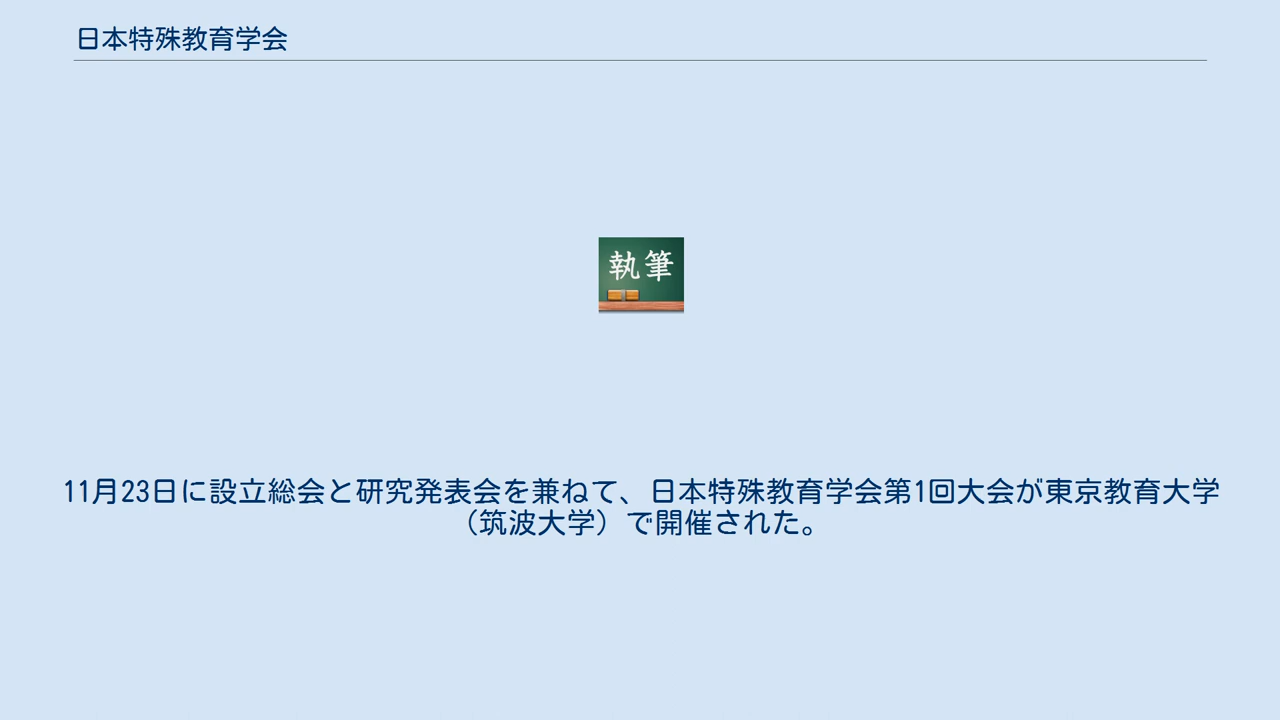 日本特殊教育学会
執筆
11月23日に設立総会と研究発表会を兼ねて、日本特殊教育学会第1回大会が東京教育大学
（筑波大学）で開催された。